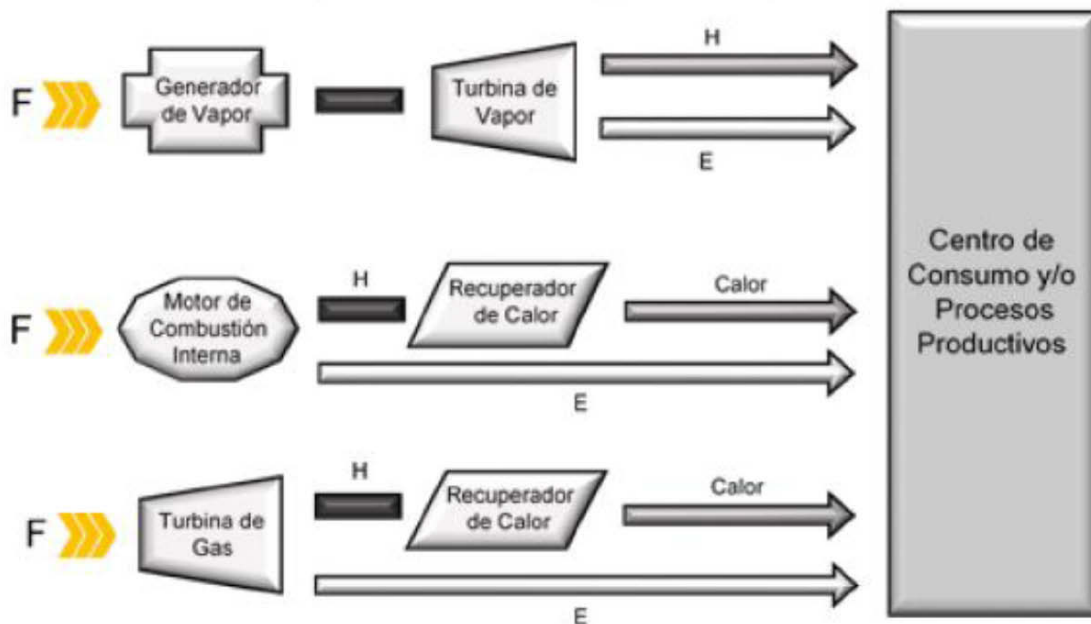 H
F
Generador
de Vapor
Turbina de
Vapor
E
Centro de
Consumo y/o
Procesos
Productivos
H
Calor
F
Motor de
Combustión
Interna
Recuperador
de Calor
E
H
Calor
F
Turbina de
Gas
Recuperador
de Calor
E